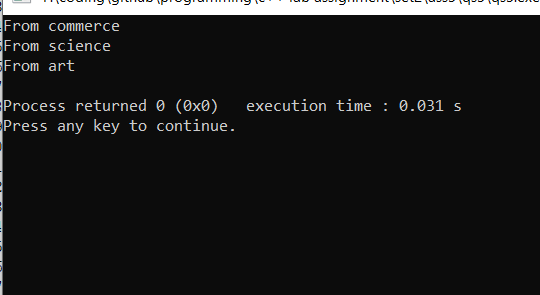 From commerce
From science
From art
Process returned 0 (0x0)   execution time : 0.031 s
Press any key to continue.